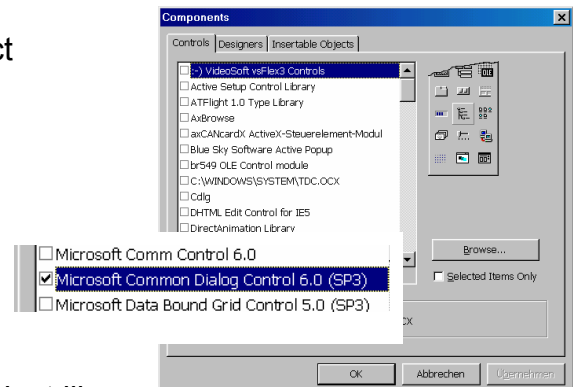 Components
ct
Controls Designers Insertable Objects
:-) VideoSoft vsFlex3 Controls
Active Setup Control Library
ATFlight 1.0 Type Library
AxBrowse
axCANcardX ActiveX-Steuerelement-Modul
Blue Sky Software Active Popup
br549 OLE Control module
C:\WINDOWS\SYSTEM\TDC.OCX
Cdlg
DHTML Edit Control for IE5
DirectAnimation Library
Microsoft Comm Control 6.0
Microsoft Common Dialog Control 6.0 (SP3)
Microsoft Data Bound Grid Control 5.0 (SP3)
Browse...
Selected Items Only
CX
OK Abbrechen Übernehmen